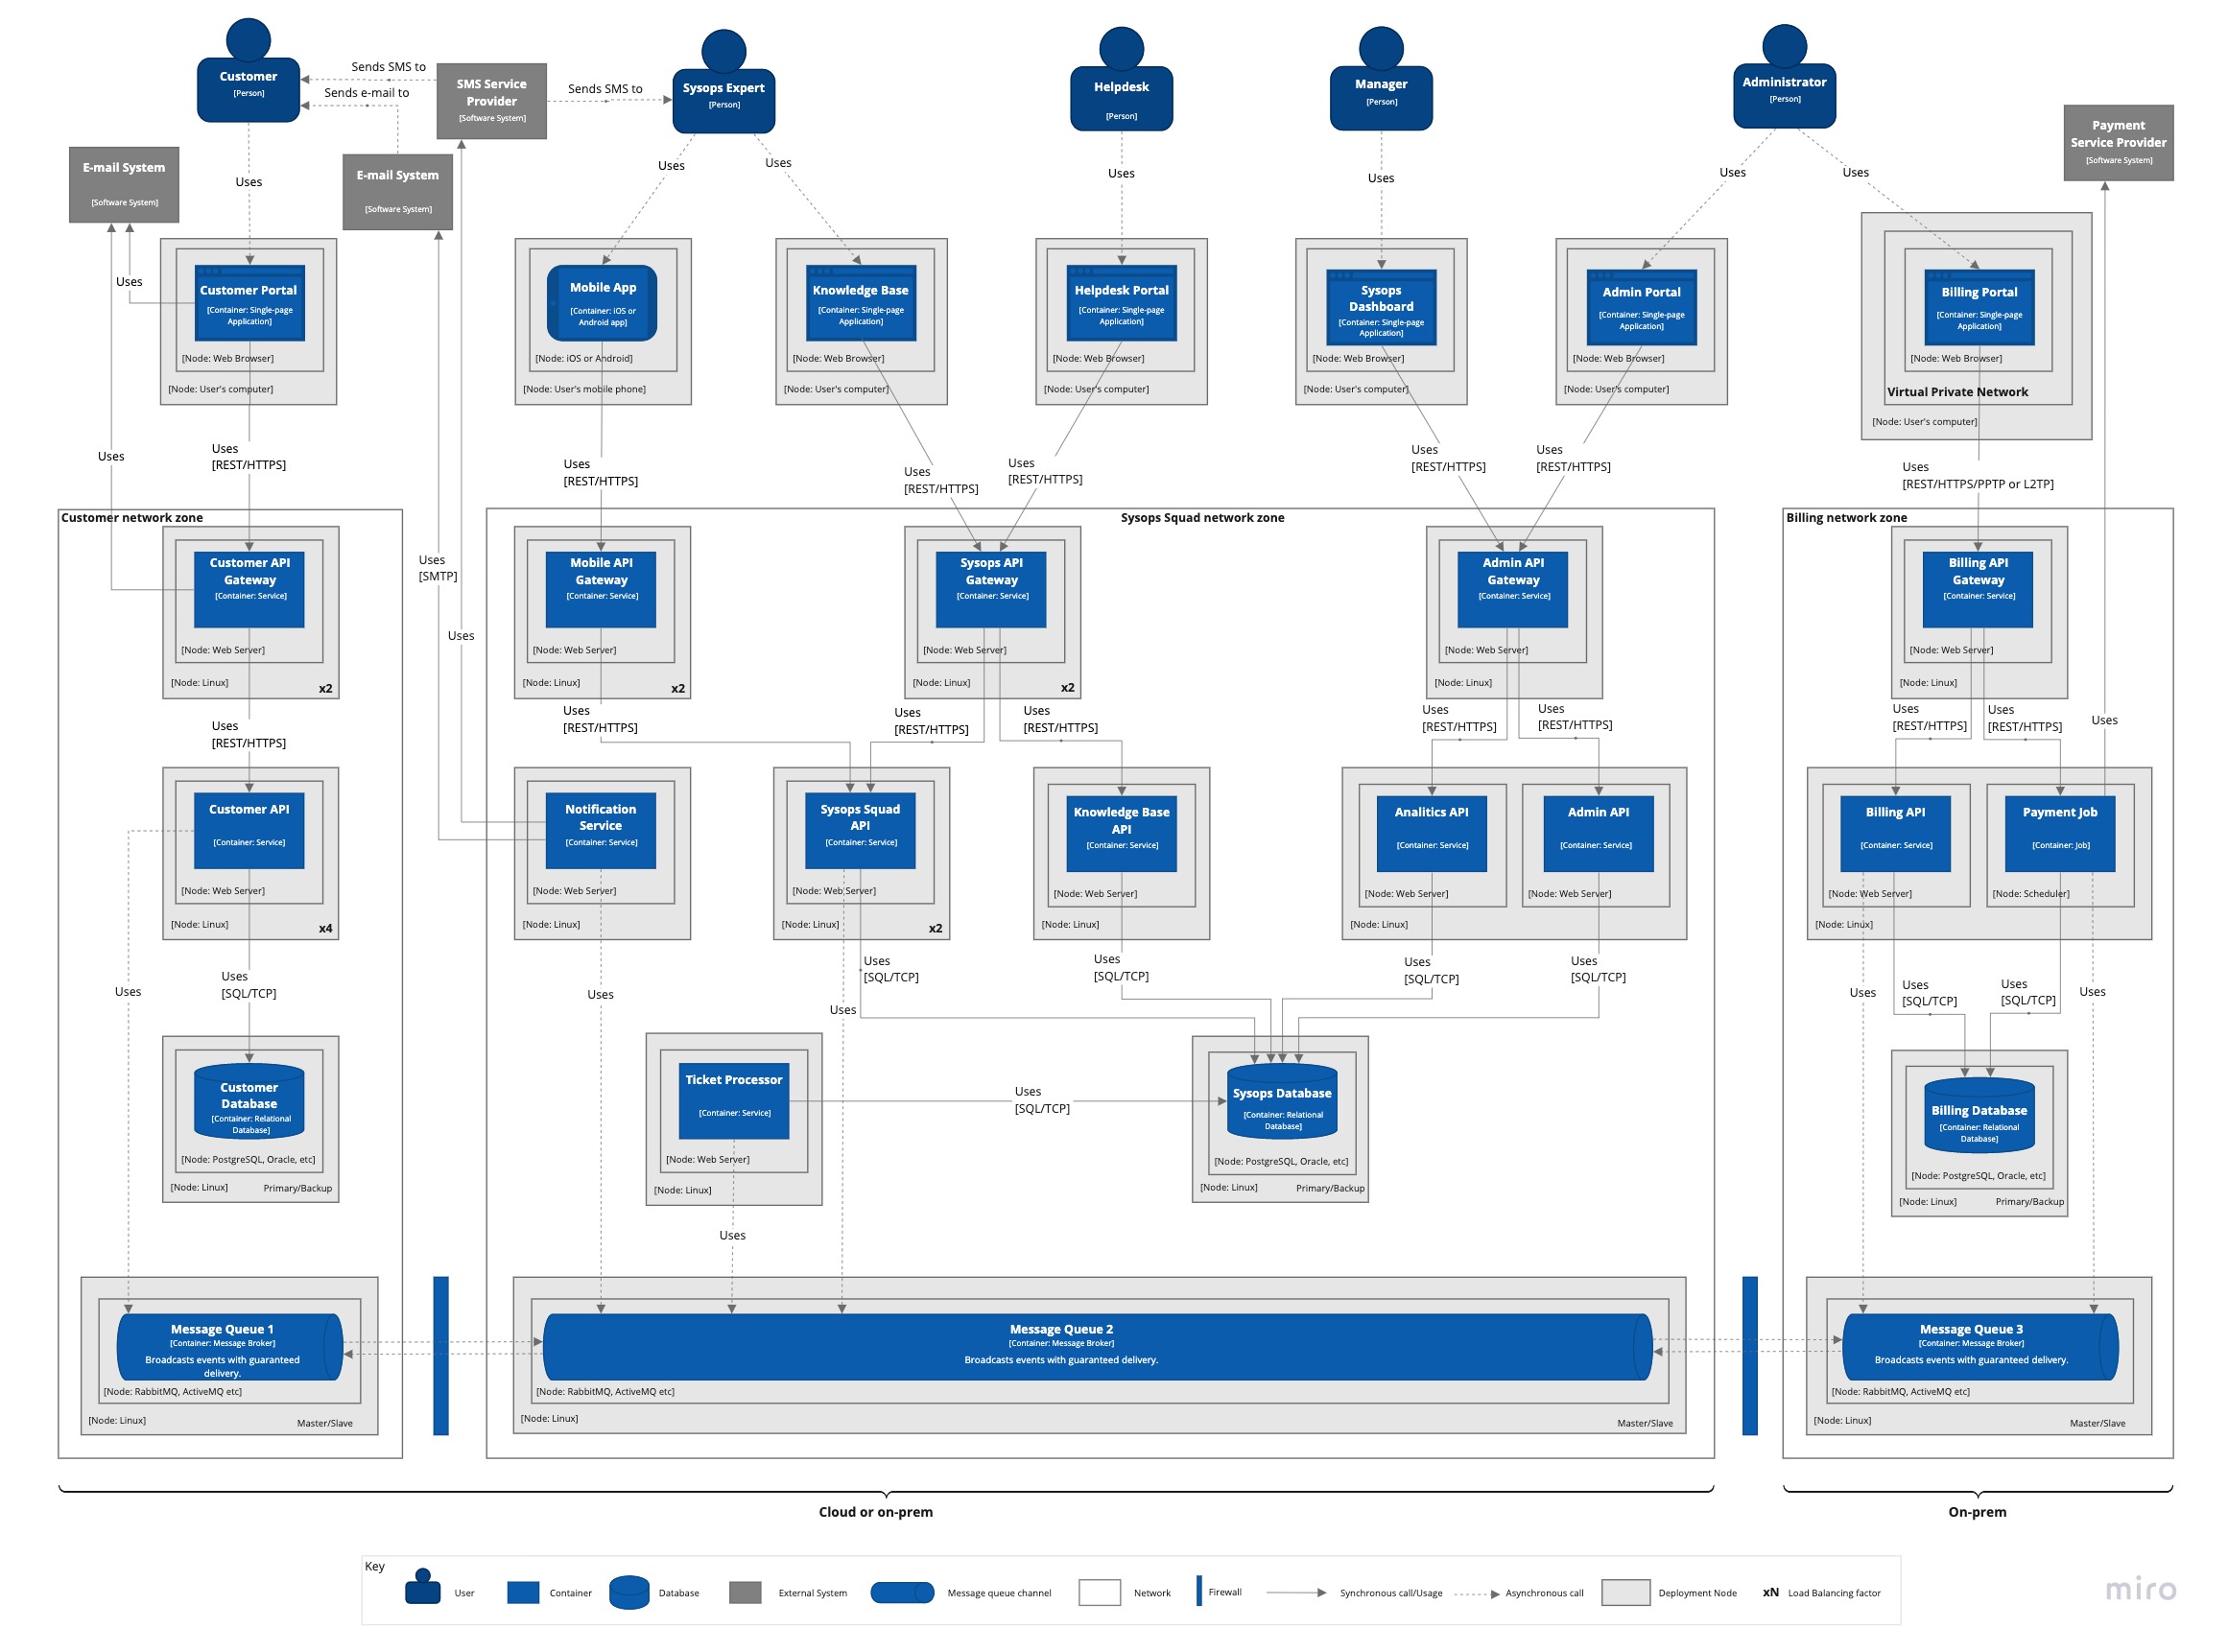 Customer
[Person]
Sends SMS to
Sends e-mail to
SMS Service
Provider
[Software System]
Sends SMS to
Sysops Expert
[Person]
Helpdesk
[Person]
Manager
[Person]
Administrator
[Person]
Payment
Service Provider
[Software System]
E-mail System
[Software System]
E-mail System
[Software System]
Uses
Uses
Uses
Uses
Uses
Uses
Uses
Uses
Customer Portal
[Container: Single-page
Application]
[Node: Web Browser]
[Node: User's computer]
Mobile App
[Container: iOS or
Android app]
[Node: iOS or Android]
[Node: User's mobile phone]
Knowledge Base
[Container: Single-page
Application]
[Node: Web Browser]
[Node: User's computer]
Helpdesk Portal
[Container: Single-page
Application]
[Node: Web Browser]
[Node: User's computer]
Sysops
Dashboard
[Container: Single-page
Application]
[Node: Web Browser]
[Node: User's computer]
Admin Portal
[Container: Single-page
Application]
[Node: Web Browser]
[Node: User's computer]
Billing Portal
[Container: Single-page
Application]
[Node: Web Browser]
Virtual Private Network
[Node: User's computer]
Uses
Uses
[REST/HTTPS]
Uses
[REST/HTTPS]
Uses
[REST/HTTPS]
Uses
[REST/HTTPS]
Uses
[REST/HTTPS]
Uses
[REST/HTTPS]
Uses
[REST/HTTPS/PPTP or L2TP]
Customer network zone
Sysops Squad network zone
Billing network zone
Customer API
Gateway
[Container: Service]
[Node: Web Server]
[Node: Linux]
x2
Uses
[SMTP]
Uses
Mobile API
Gateway
[Container: Service]
[Node: Web Server]
[Node: Linux]
x2
Sysops API
Gateway
[Container: Service]
[Node: Web Server]
[Node: Linux]
x2
Admin API
Gateway
[Container: Service]
[Node: Web Server]
[Node: Linux]
Billing API
Gateway
[Container: Service]
[Node: Web Server]
[Node: Linux]
Uses
[REST/HTTPS]
Uses
[REST/HTTPS]
Uses
[REST/HTTPS]
Uses
[REST/HTTPS]
Uses
[REST/HTTPS]
Uses
[REST/HTTPS]
Uses
[REST/HTTPS]
Uses
[REST/HTTPS]
Uses
Customer API
[Container: Service]
[Node: Web Server]
[Node: Linux]
x4
Notification
Service
[Container: Service]
[Node: Web Server]
[Node: Linux]
Sysops Squad
API
[Container: Service]
[Node: Web Server]
[Node: Linux]
x2
Knowledge Base
API
[Container: Service]
[Node: Web Server]
[Node: Linux]
Analitics API
[Container: Service]
[Node: Web Server]
Admin API
[Container: Service]
[Node: Web Server]
[Node: Linux]
Billing API
[Container: Service]
[Node: Web Server]
Payment Job
[Container: Job]
[Node: Scheduler]
[Node: Linux]
Uses
Uses
[SQL/TCP]
Uses
Uses
[SQL/TCP]
Uses
Uses
[SQL/TCP]
Uses
[SQL/TCP]
Uses
[SQL/TCP]
Uses
Uses
[SQL/TCP]
Uses
[SQL/TCP]
Uses
Customer
Database
[Container: Relational
Database]
[Node: PostgreSQL, Oracle, etc]
[Node: Linux]
Primary/Backup
Ticket Processor
[Container: Service]
[Node: Web Server]
[Node: Linux]
Uses
[SQL/TCP]
Sysops Database
[Container: Relational
Database]
[Node: PostgreSQL, Oracle, etc]
[Node: Linux]
Primary/Backup
Billing Database
[Container: Relational
Database]
[Node: PostgreSQL, Oracle, etc]
[Node: Linux]
Primary/Backup
Uses
Message Queue 1
[Container: Message Broker]
Broadcasts events with guaranteed
delivery.
[Node: RabbitMQ, ActiveMQ etc]
[Node: Linux]
Master/Slave
Message Queue 2
[Container: Message Broker]
Broadcasts events with guaranteed delivery.
[Node: RabbitMQ, ActiveMQ etc]
[Node: Linux]
Master/Slave
Message Queue 3
[Container: Message Broker]
Broadcasts events with guaranteed delivery.
[Node: RabbitMQ, ActiveMQ etc]
[Node: Linux]
Master/Slave
Cloud or on-prem
On-prem
Key
User
Container
Database
External System
Message queue channel
Network
Firewall
Synchronous call/Usage
Asynchronous call
Deployment Node
xN
Load Balancing factor
miro